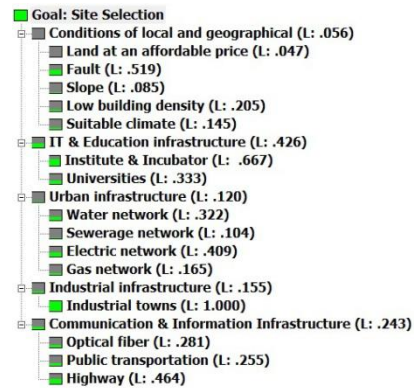 Goal: Site Selection
Conditions of local and geographical (L: .056)
Land at an affordable price (L: .047)
Fault (L: .519)
Slope (L: .085)
Low building density (L: .205)
Suitable climate (L: .145)
IT & Education infrastructure (L: .426)
Institute & Incubator (L: .667)
Universities (L: .333)
Urban infrastructure (L: .120)
Water network (L: .322)
Sewerage network (L: .104)
Electric network (L: .409)
Gas network (L: .165)
Industrial infrastructure (L: .155)
Industrial towns (L: 1.000)
Communication & Information Infrastructure (L: .243)
Optical fiber (L: .281)
Public transportation (L: .255)
Highway (L: .464)